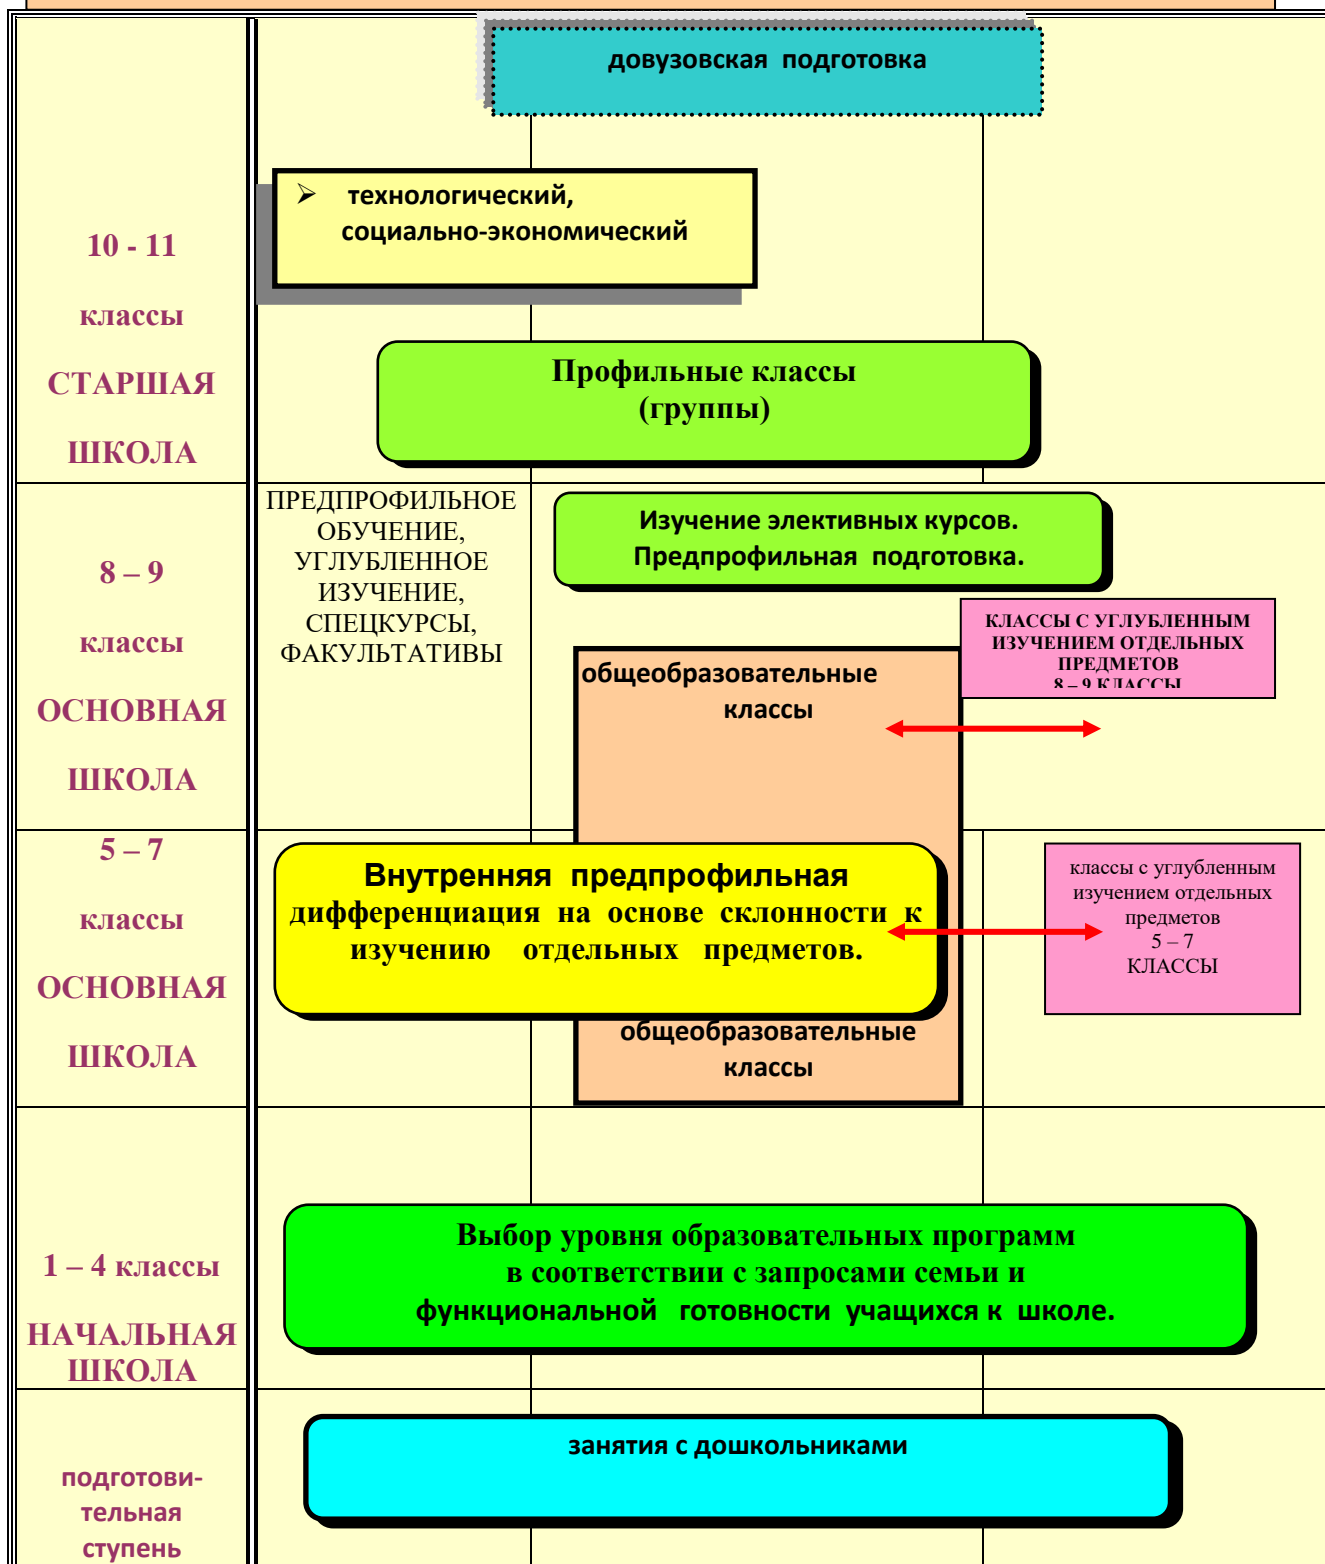 довузовская подготовка
➢ технологический,
социально-экономический
10 - 11
классы
СТАРШАЯ
ШКОЛА
Профильные классы
(группы)
8 – 9
классы
ОСНОВНАЯ
ШКОЛА
ПРЕДПРОФИЛЬНОЕ
ОБУЧЕНИЕ,
УГЛУБЛЕННОЕ
ИЗУЧЕНИЕ,
СПЕЦКУРСЫ,
ФАКУЛЬТАТИВЫ
Изучение элективных курсов.
Предпрофильная подготовка.
КЛАССЫ С УГЛУБЛЕННЫМ
ИЗУЧЕНИЕМ ОТДЕЛЬНЫХ
ПРЕДМЕТОВ
8 – 9 КЛАССЫ
общеобразовательные
классы
5 – 7
классы
ОСНОВНАЯ
ШКОЛА
Внутренняя предпрофильная
дифференциация на основе склонности к
изучению отдельных предметов.
классы с углубленным
изучением отдельных
предметов
5 – 7
КЛАССЫ
общеобразовательные
классы
1 – 4 классы
НАЧАЛЬНАЯ
ШКОЛА
Выбор уровня образовательных программ
в соответствии с запросами семьи и
функциональной готовности учащихся к школе.
подготови-
тельная
ступень
занятия с дошкольниками